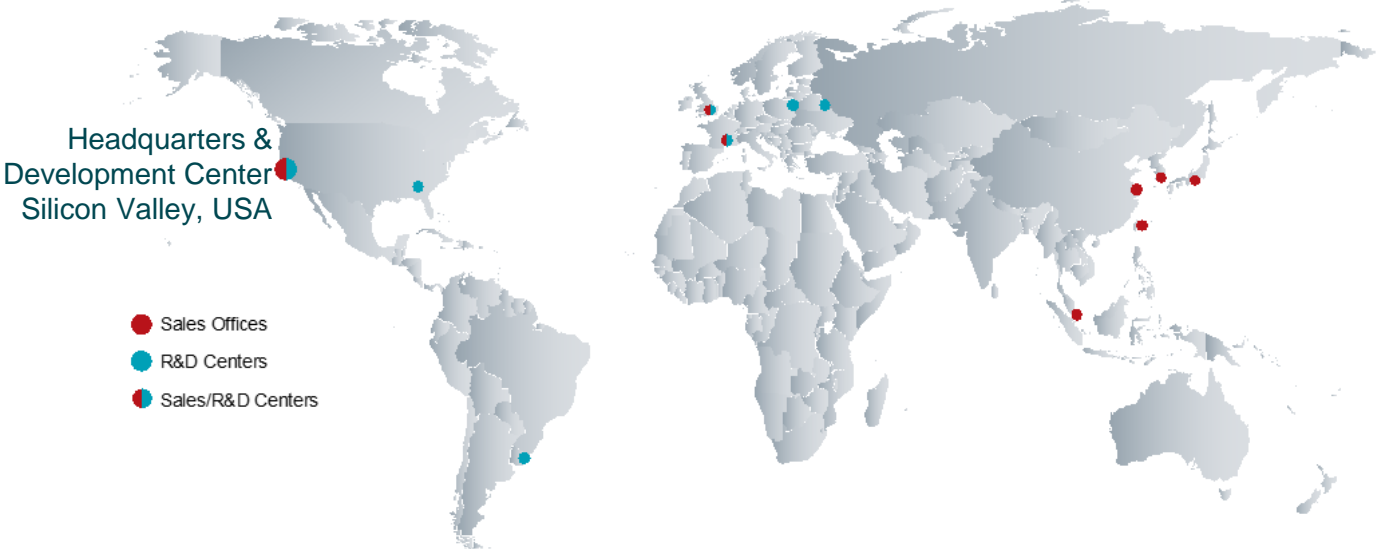 Headquarters &
Development Center
Silicon Valley, USA
Sales Offices
R&D Centers
Sales/R&D Centers